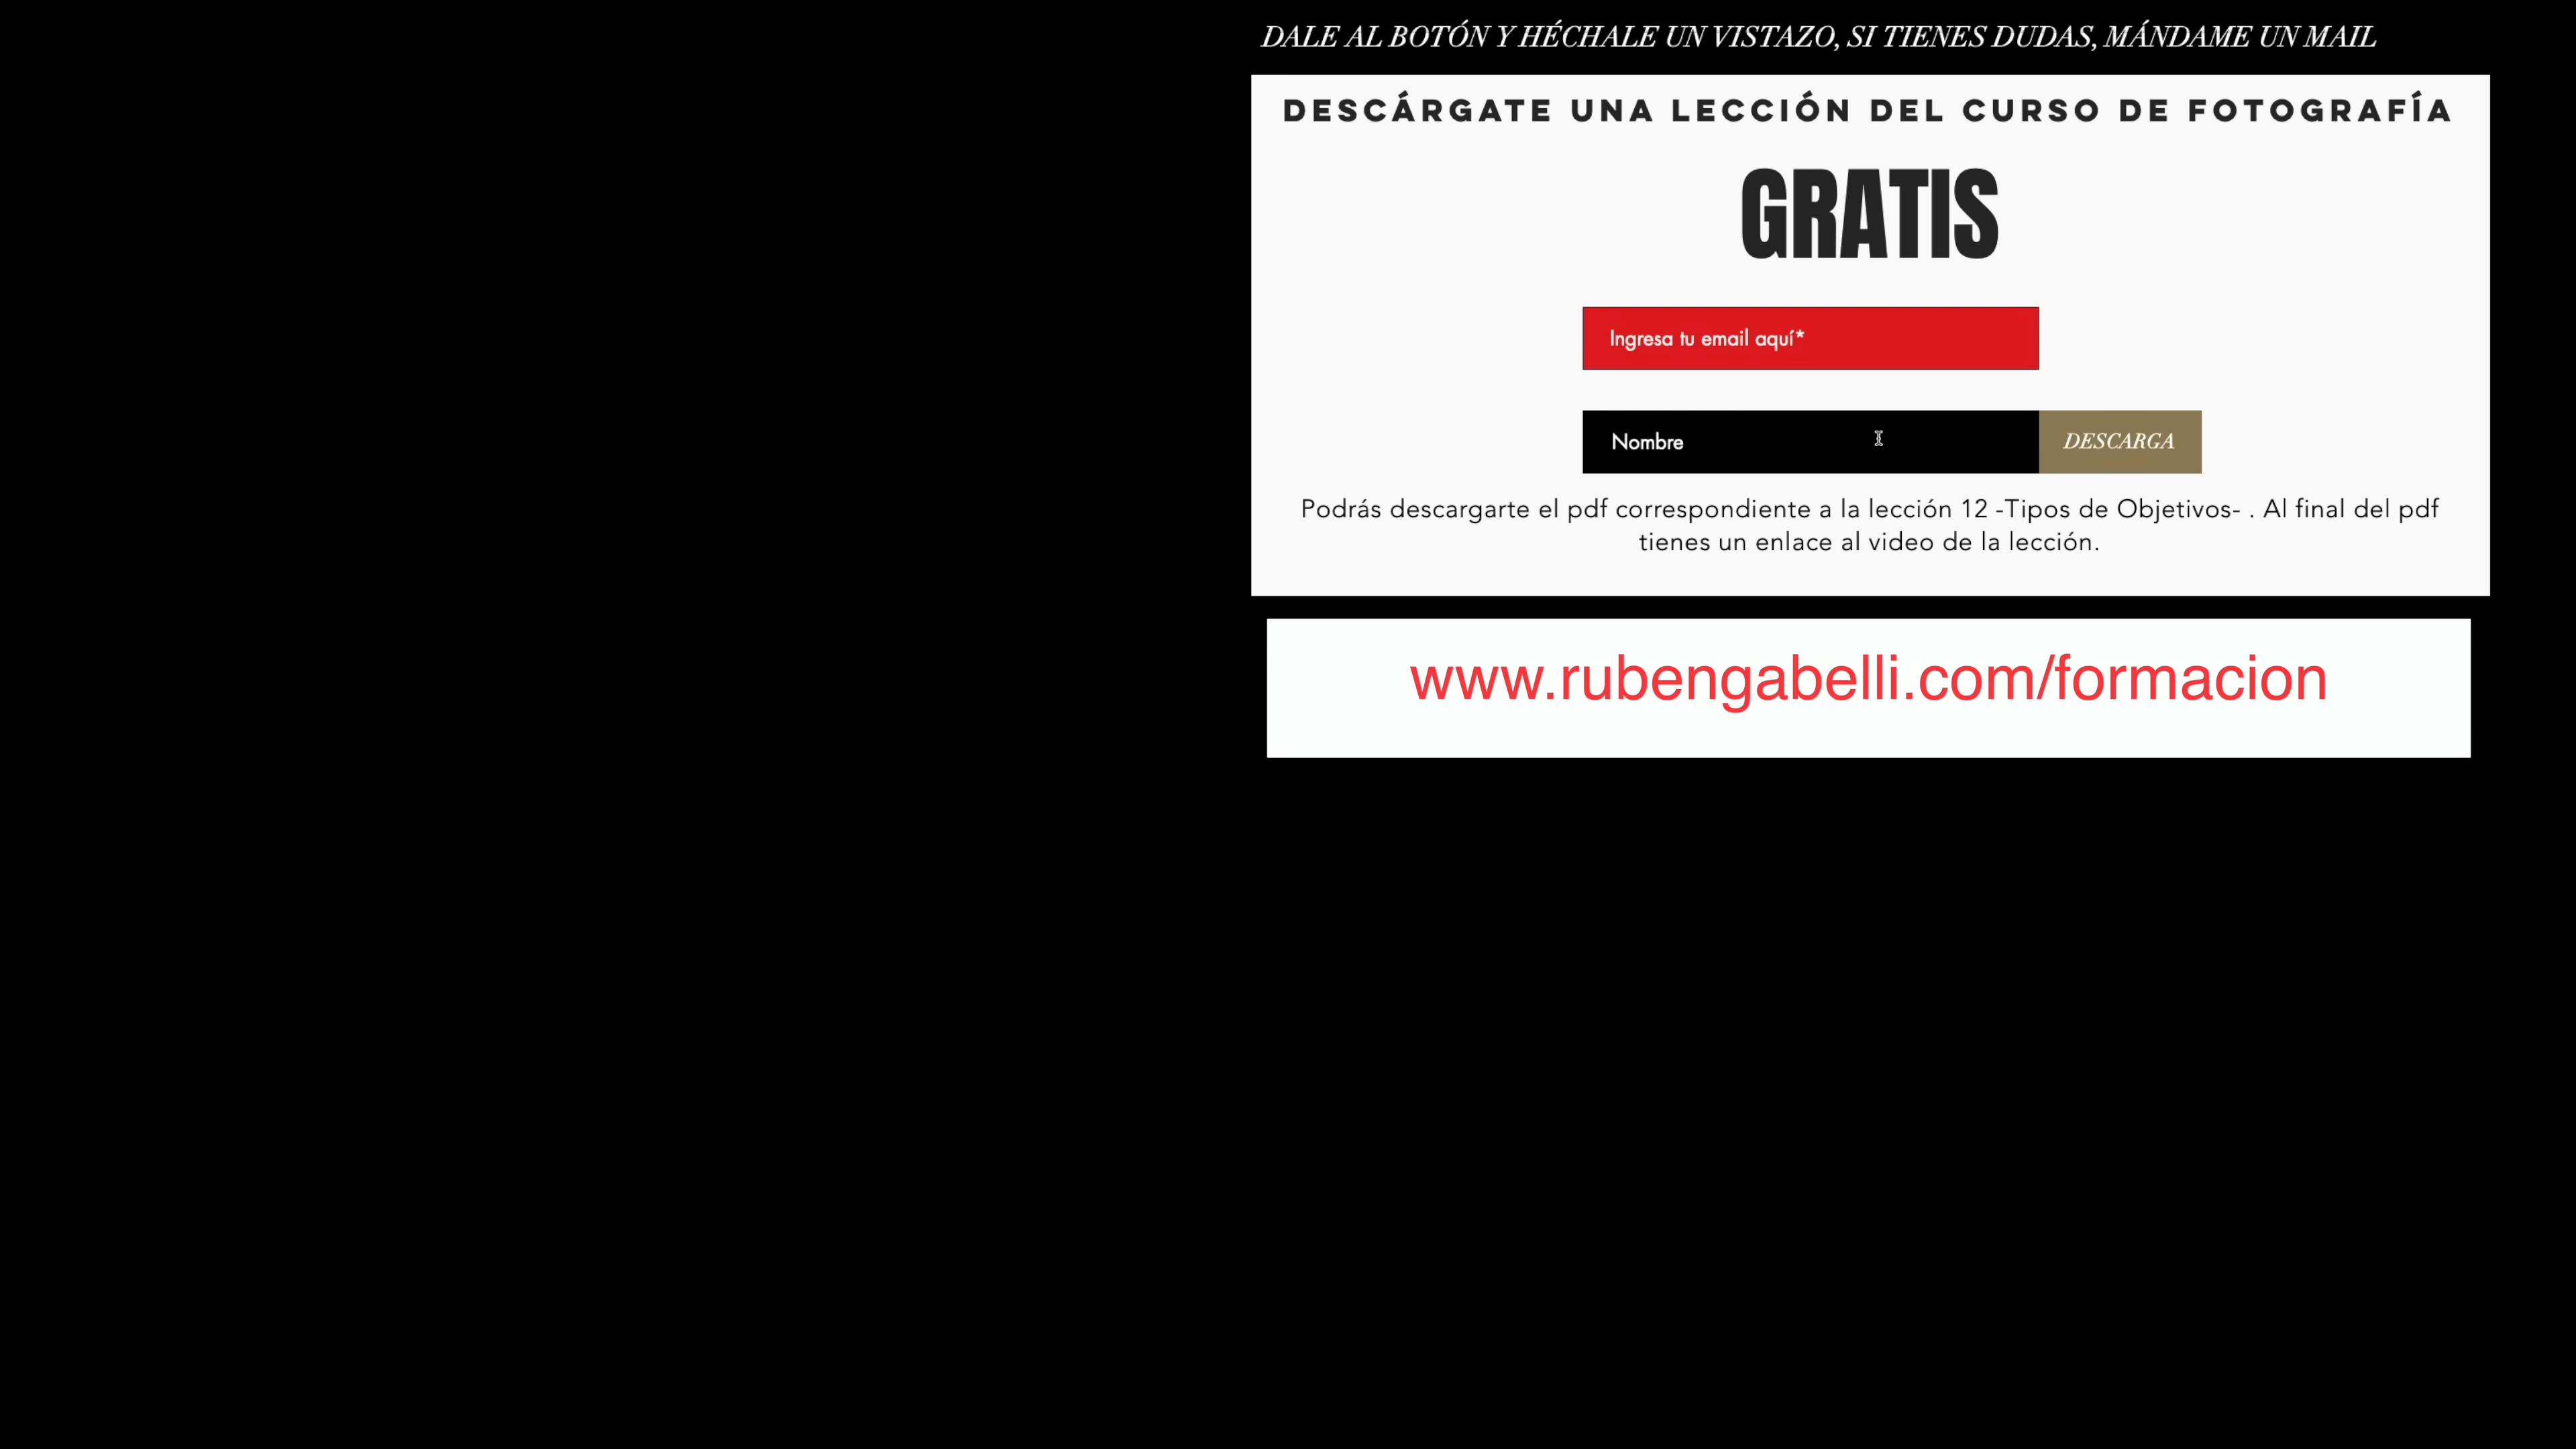 DALE AL BOTÓN Y HÉCHALE UN VISTAZO, SI TIENES DUDAS, MÁNDAME UN MAIL
DESCÁRGATE UNA LECCIÓN DEL CURSO DE FOTOGRAFÍA
GRATIS
Ingresa tu email aquí*
Nombre
DESCARGA
Podrás descargarte el pdf correspondiente a la lección 12 -Tipos de Objetivos- . Al final del pdf
tienes un enlace al video de la lección.
www.rubengabelli.com/formacion